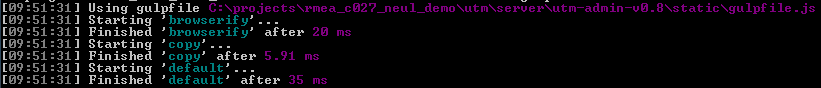 [09:51:31] Using gulpfile C:\projects\rmea_c027_neul_demo\utm\server\utm-admin-v0.8\static\gulpfile.js
[09:51:31] Starting 'browserify'...
[09:51:31] Finished 'browserify' after 20 ms
[09:51:31] Starting 'copy'...
[09:51:31] Finished 'copy' after 5.91 ms
[09:51:31] Starting 'default'...
[09:51:31] Finished 'default' after 35 ms